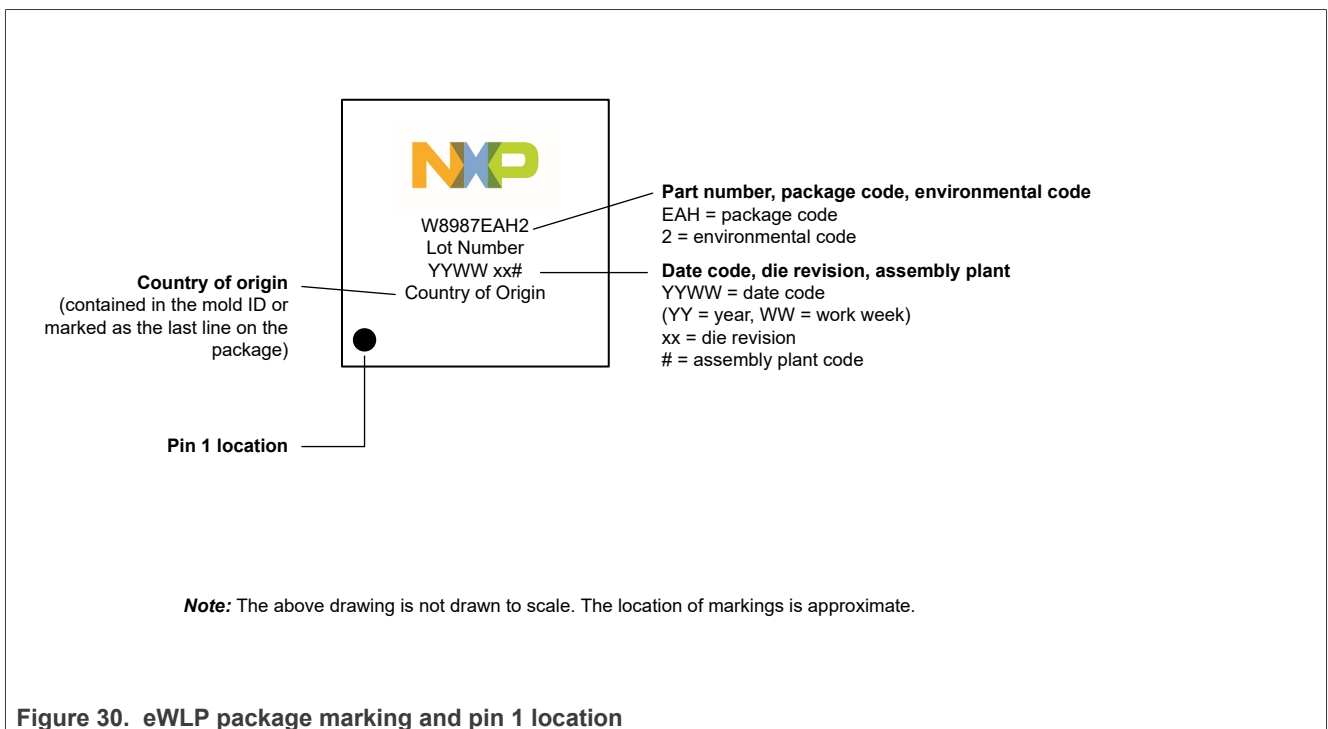 NXP
W8987EAH2
Lot Number
YYWW xx#
Country of Origin
Part number, package code, environmental code
EAH = package code
2 = environmental code
Date code, die revision, assembly plant
YYWW = date code
(YY = year, WW = work week)
xx = die revision
# = assembly plant code
Country of origin
(contained in the mold ID or
marked as the last line on the
package)
Pin 1 location
Note: The above drawing is not drawn to scale. The location of markings is approximate.
Figure 30. eWLP package marking and pin 1 location